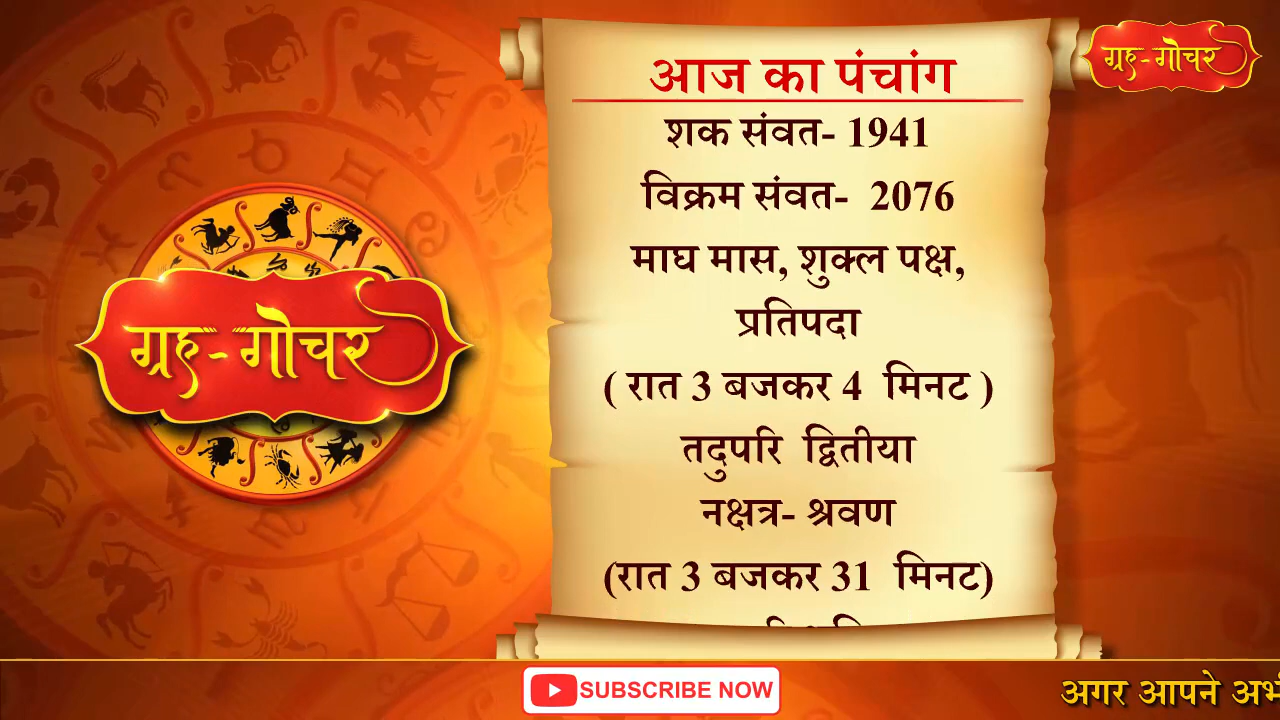 ग्रह-गोचर
आज का पंचांग
शक संवत- 1941
विक्रम संवत-  2076
माघ मास, शुक्ल पक्ष,
प्रतिपदा
( रात 3 बजकर 4  मिनट )
तदुपरि  द्वितीया
नक्षत्र- श्रवण
(रात 3 बजकर 31  मिनट)
ग्रह-गोचर
SUBSCRIBE NOW
अगर आपने